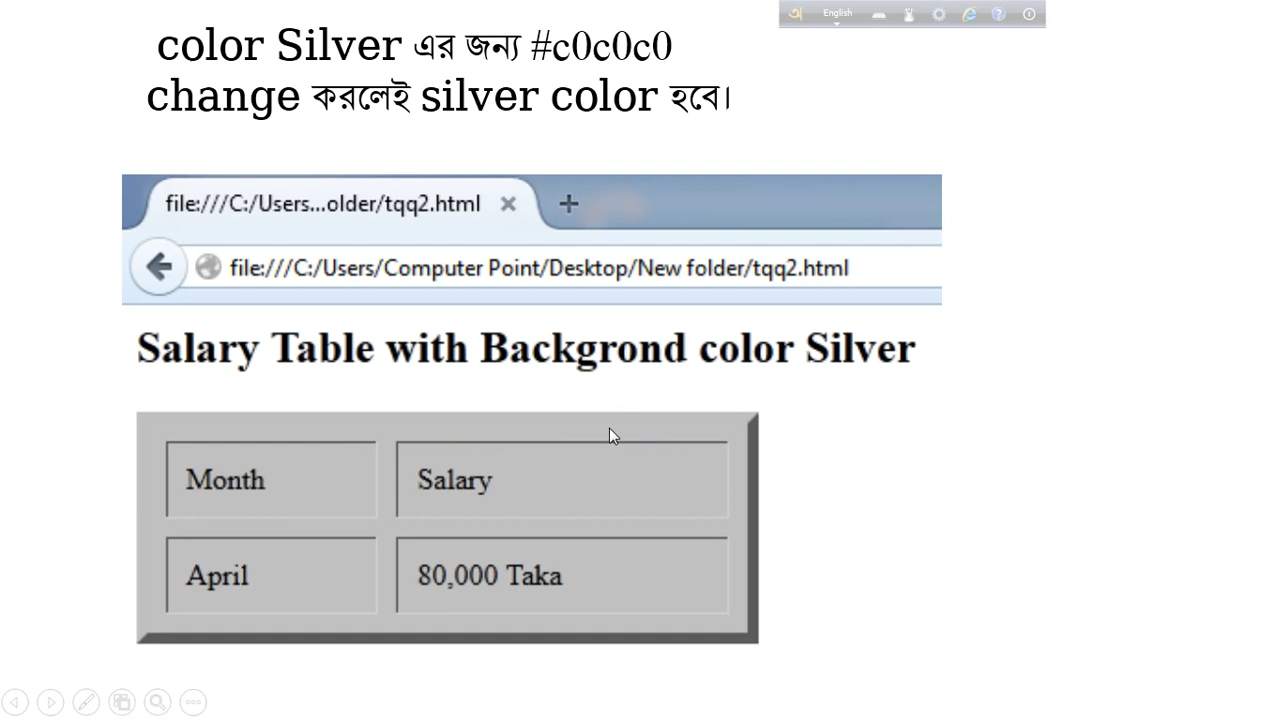 অ English
color Silver এর জন্য #c0c0c0
change করলেই silver color হবে।
file:///C:/Users...older/tqq2.html
file:///C:/Users/Computer Point/Desktop/New folder/tqq2.html
Salary Table with Backgrond color Silver
Month Salary
April 80,000 Taka